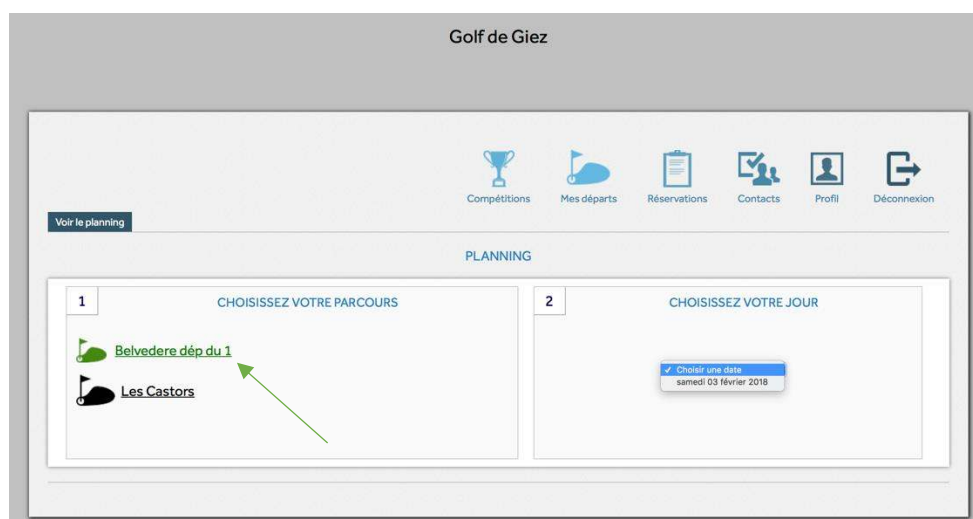 Golf de Giez
Compétitions
Mes départs
Réservations
Contacts
Profil
Déconnexion
Voir le planning
PLANNING
1
CHOISISSEZ VOTRE PARCOURS
Belvedere dép du 1
Les Castors
2
CHOISISSEZ VOTRE JOUR
✓ Choisir une date
samedi 03 février 2018